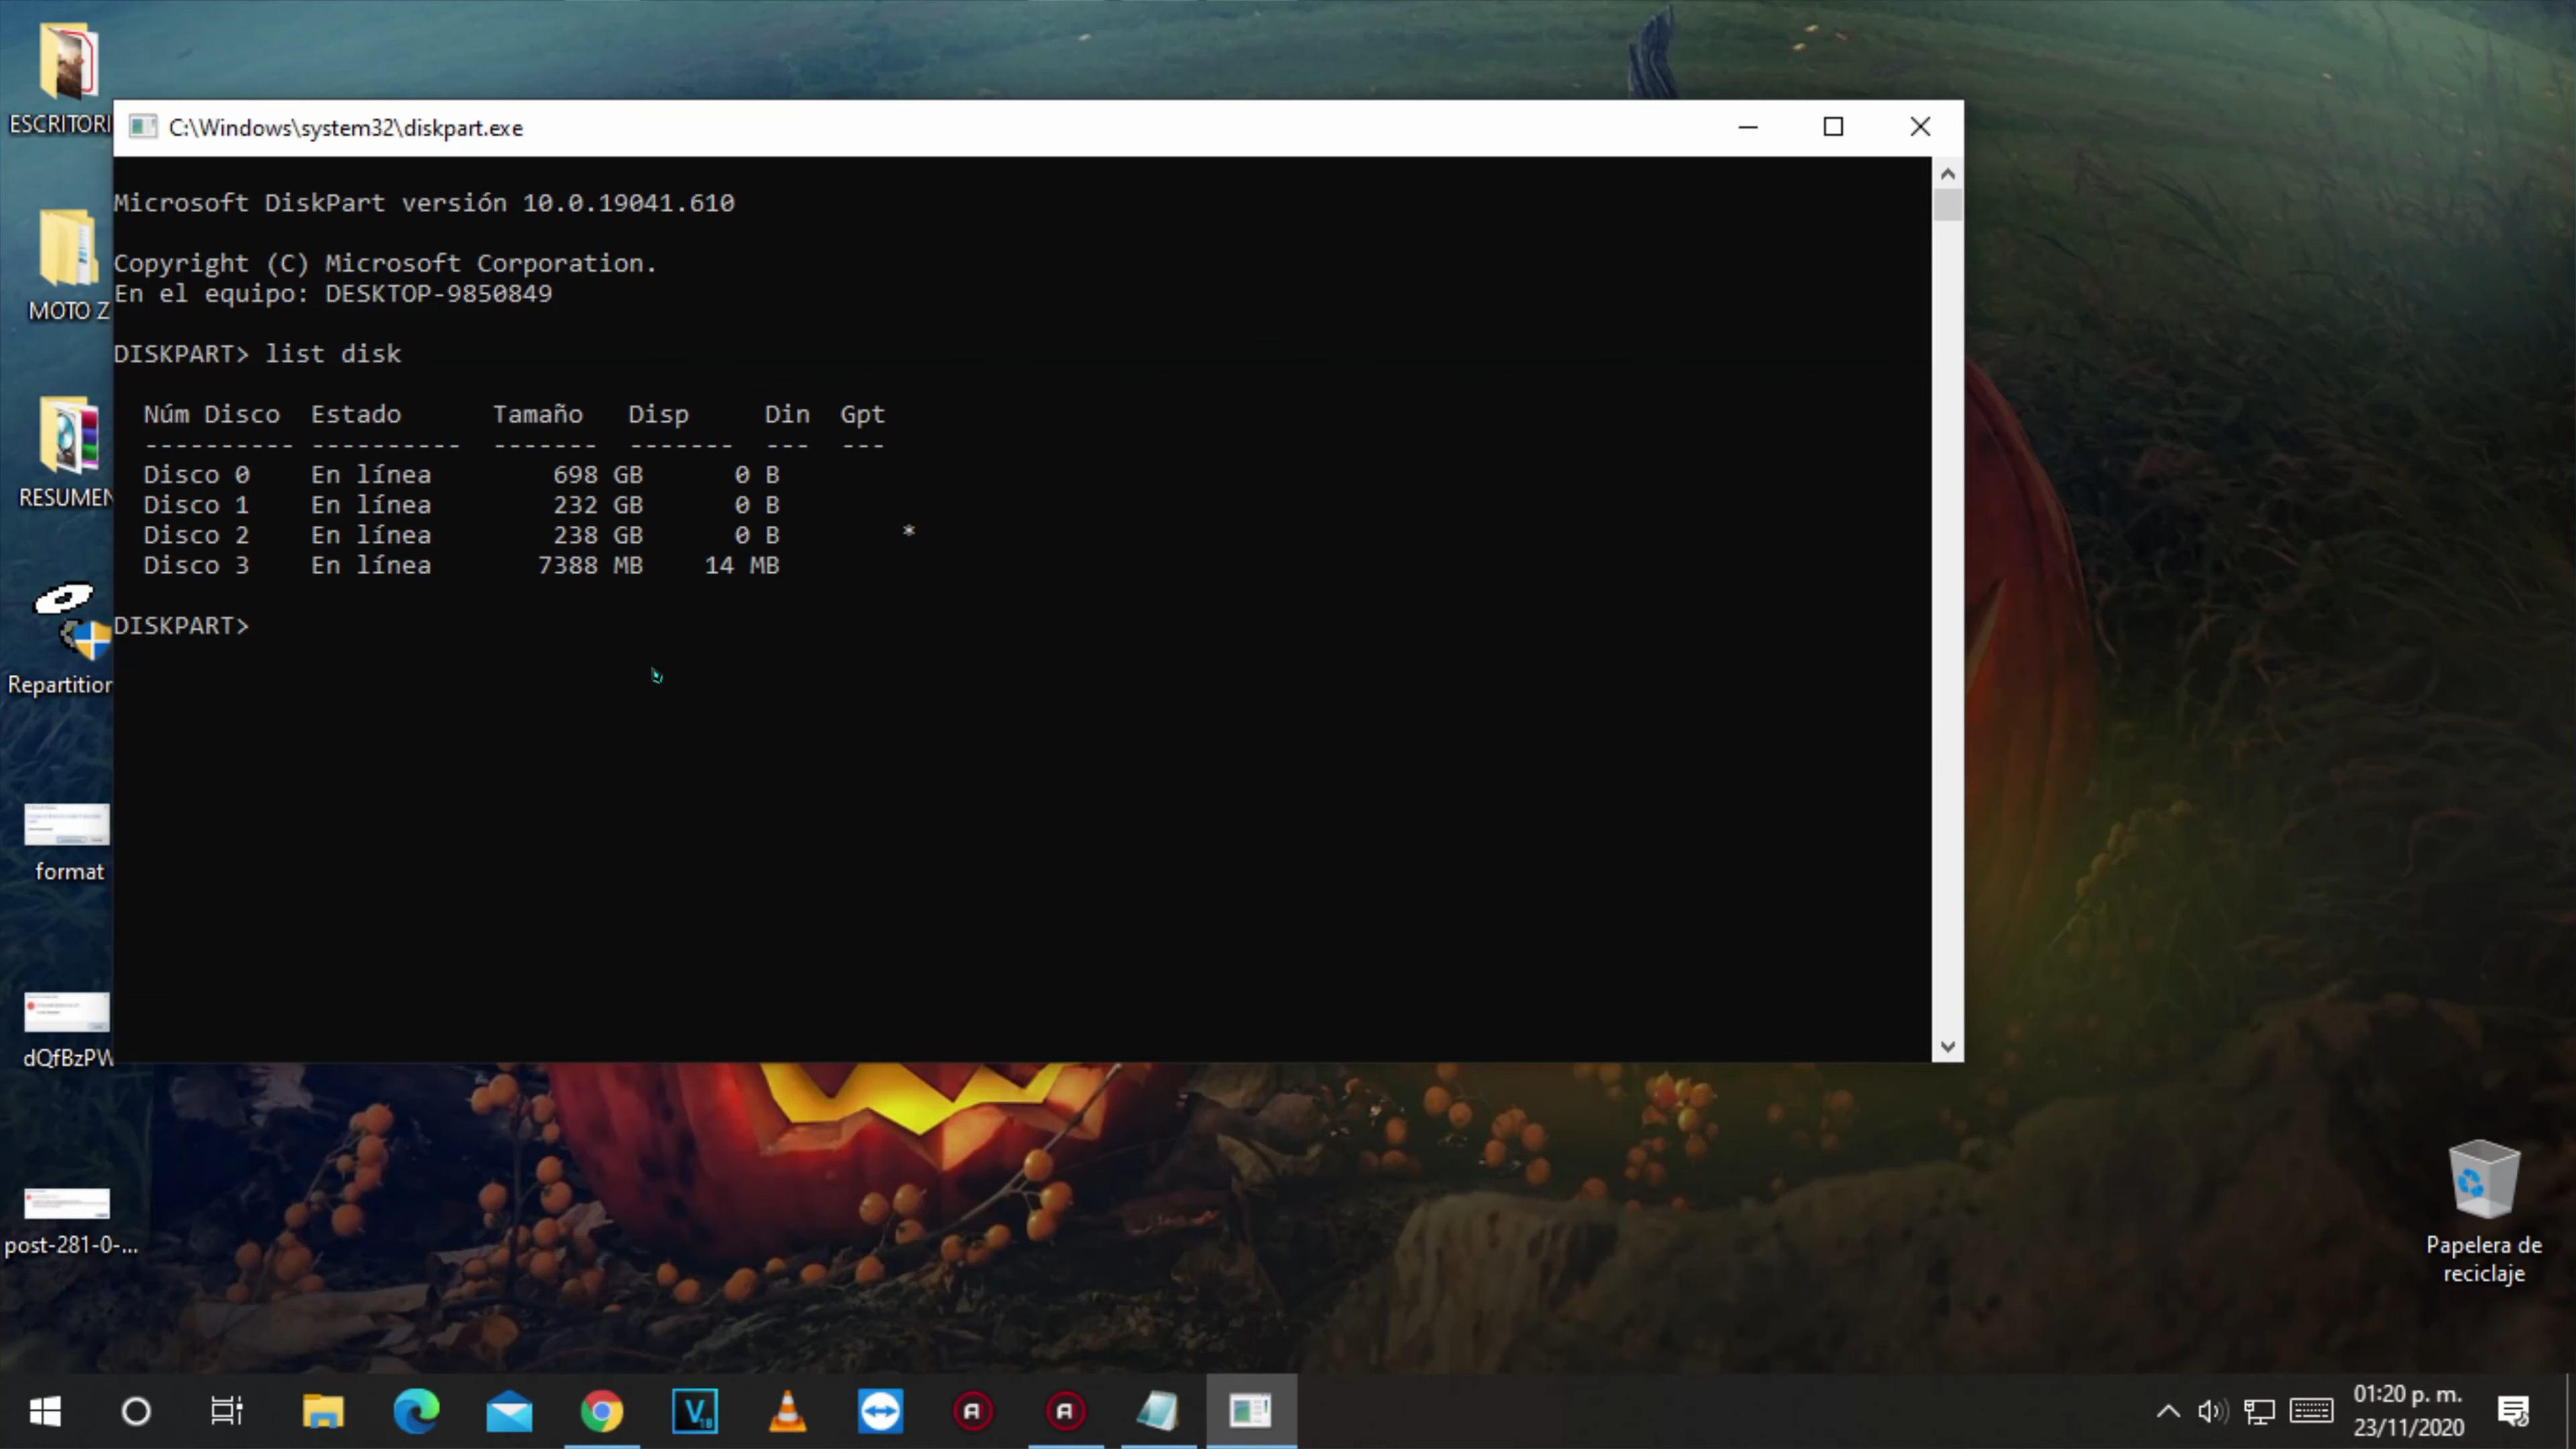 ESCRITORI
C:\Windows\system32\diskpart.exe
Microsoft DiskPart versión 10.0.19041.610
Copyright (C) Microsoft Corporation.
En el equipo: DESKTOP-9850849
MOTO Z
DISKPART> list disk
Núm Disco  Estado      Tamaño   Disp     Din  Gpt
---------- ----------  -------  -------  ---  ---
Disco 0    En línea        698 GB      0 B
Disco 1    En línea        232 GB      0 B
Disco 2    En línea        238 GB      0 B        *
Disco 3    En línea       7388 MB    14 MB
DISKPART>
RESUMEN
Repartition
format
dQfBzPW
post-281-0-...
Papelera de
reciclaje
V
18
A
A
01:20 p. m.
23/11/2020